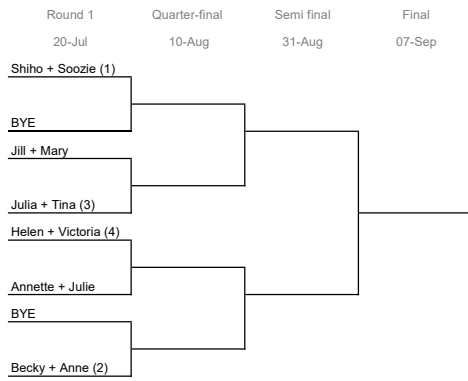 Round 1 Quarter-final Semi final Final
20-Jul 10-Aug 31-Aug 07-Sep
Shiho + Soozie (1)
BYE
Jill + Mary
Julia + Tina (3)
Helen + Victoria (4)
Annette + Julie
BYE
Becky + Anne (2)